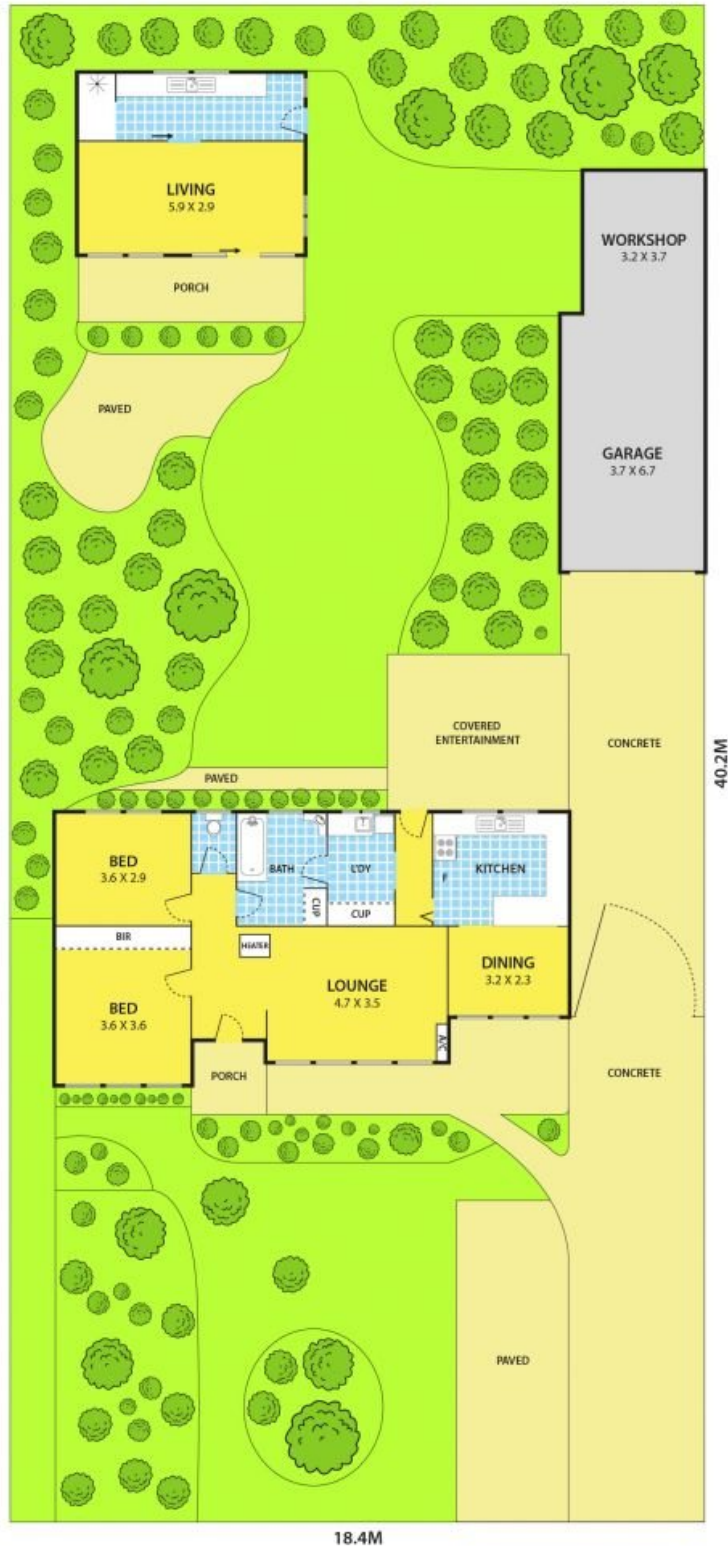 LIVING
5.9 X 2.9
PORCH
WORKSHOP
3.2 X 3.7
PAVED
GARAGE
3.7 X 6.7
COVERED
ENTERTAINMENT
CONCRETE
40.2M
PAVED
BED
3.6 X 2.9
BATH
L'DY
KITCHEN
F
CUP
CUP
BIR
HEATER
LOUNGE
4.7 X 3.5
DINING
3.2 X 2.3
BED
3.6 X 3.6
A/C
PORCH
CONCRETE
PAVED
18.4M